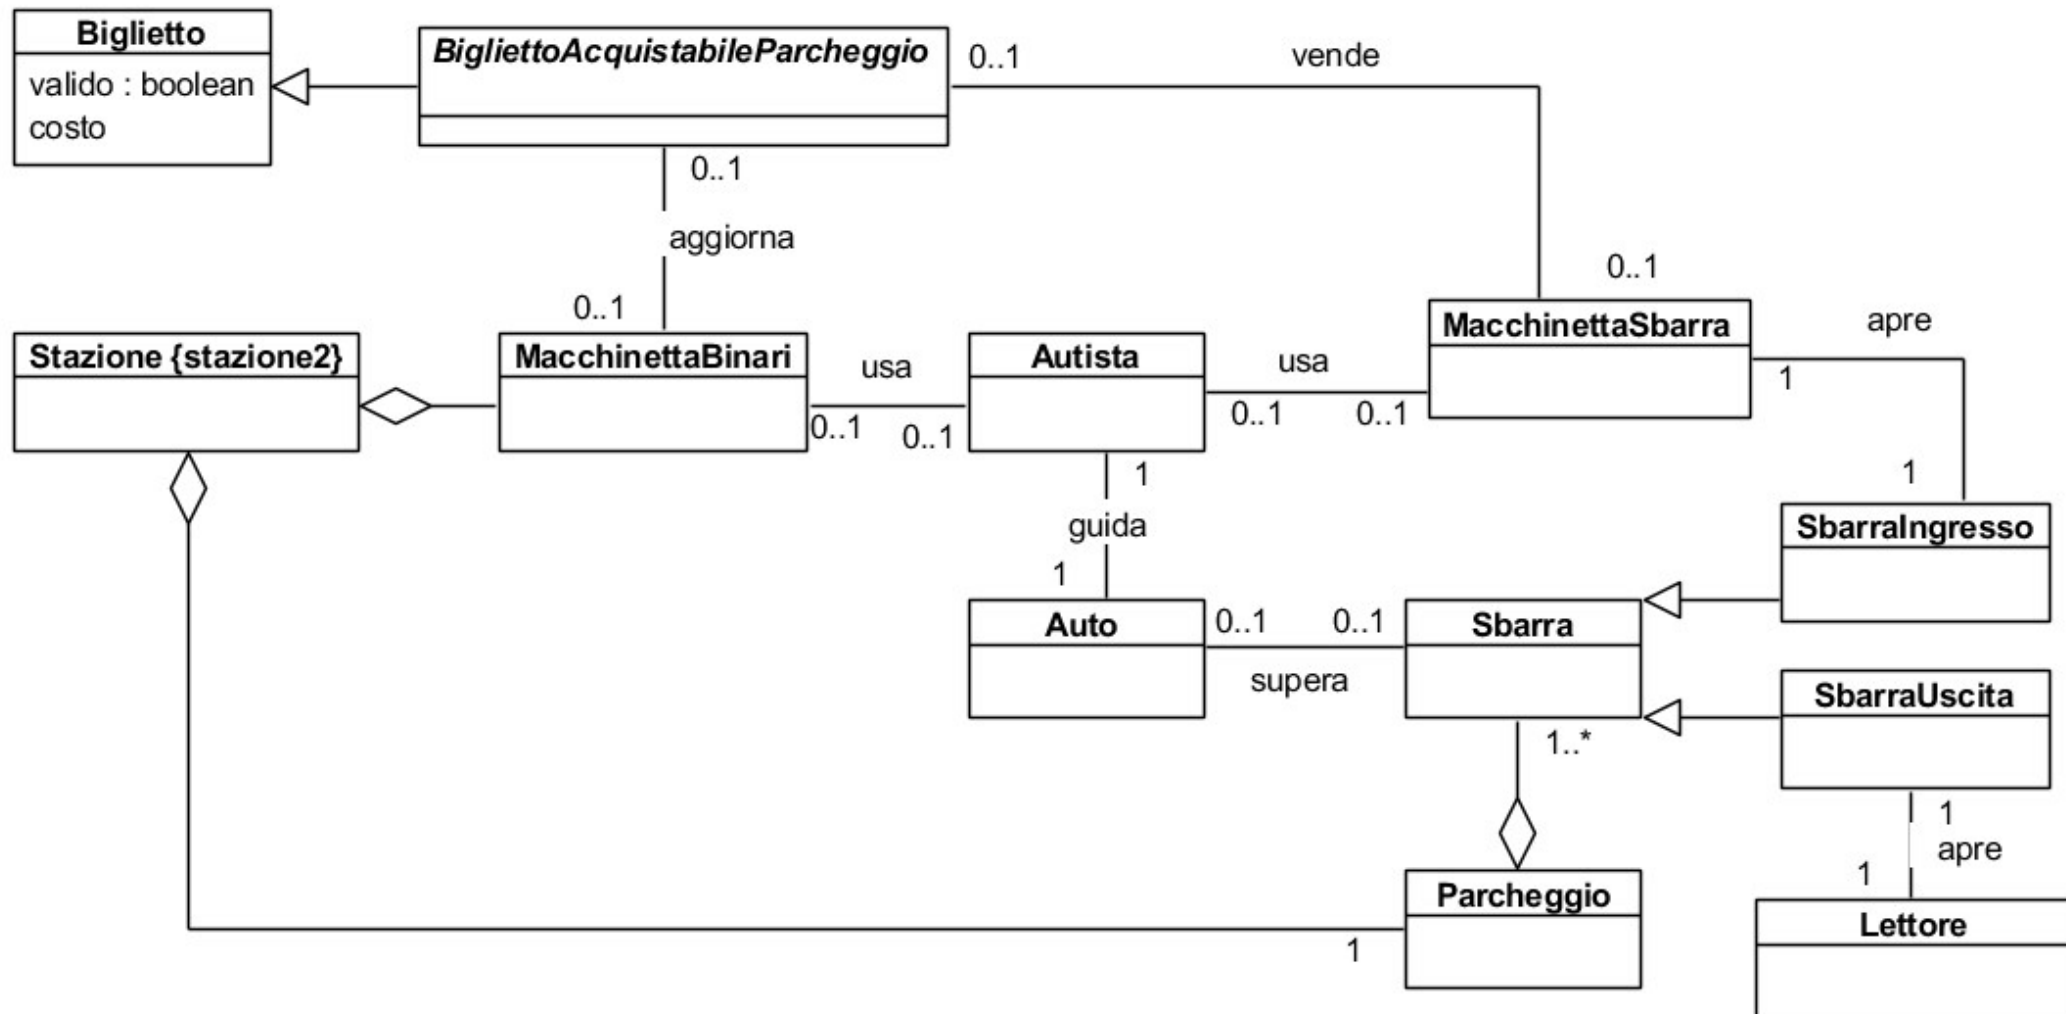 Biglietto
valido : boolean
costo
BigliettoAcquistabileParcheggio
0..1
vende
0..1
aggiorna
0..1
0..1
Stazione {stazione2}
MacchinettaBinari
usa
0..1
0..1
Autista
usa
0..1
0..1
MacchinettaSbarra
apre
1
1
1
guida
1
SbarraIngresso
Auto
0..1
0..1
supera
Sbarra
1..*
SbarraUscita
1
apre
1
Parcheggio
1
Lettore